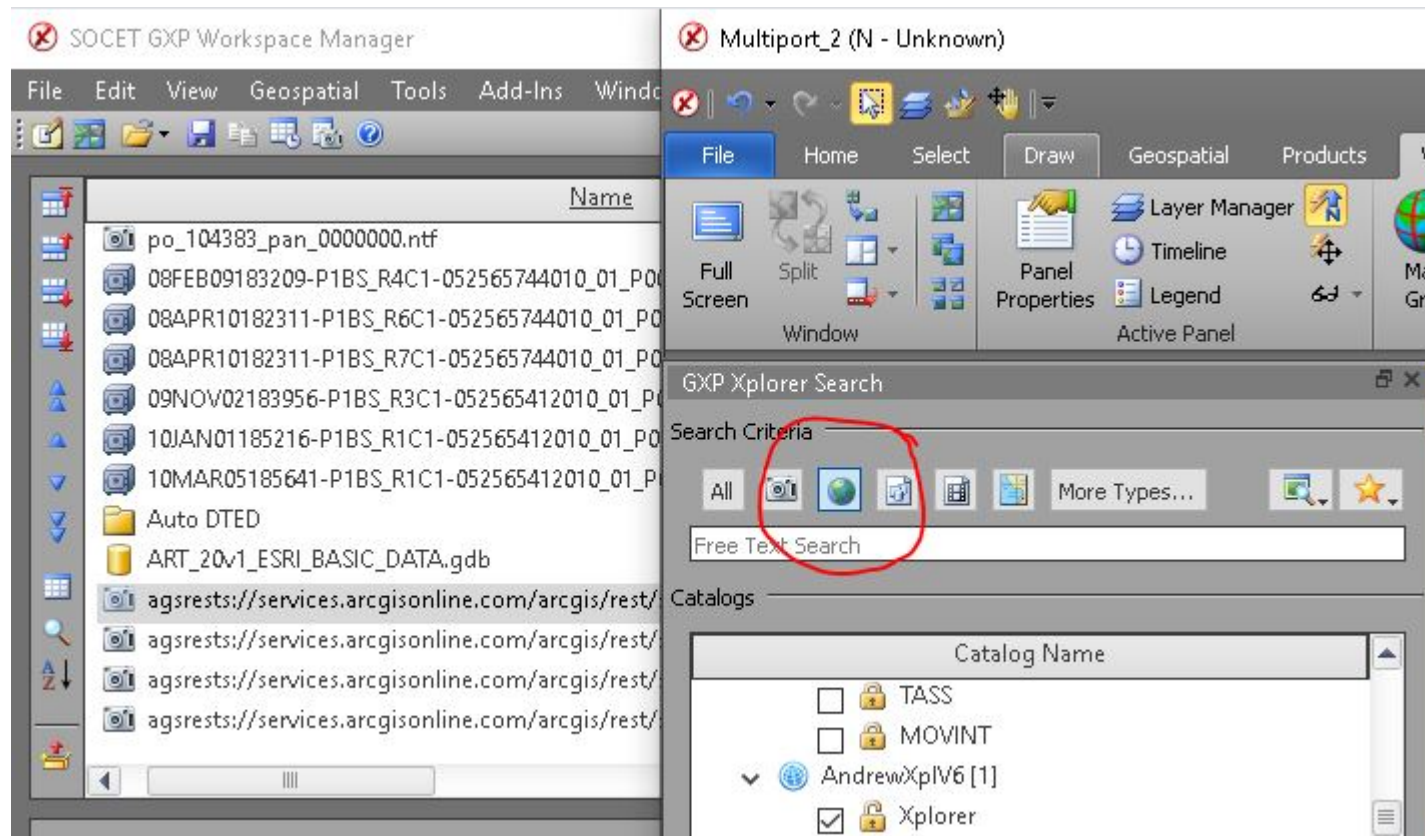 SOCET GXP Workspace Manager
File Edit View Geospatial Tools Add-Ins Windo
Name
po_104383_pan_0000000.ntf
08FEB09183209-P1BS_R4C1-052565744010_01_P00
08APR10182311-P1BS_R6C1-052565744010_01_P0
08APR10182311-P1BS_R7C1-052565744010_01_P0
09NOV02183956-P1BS_R3C1-052565412010_01_P0
10JAN01185216-P1BS_R1C1-052565412010_01_P0
10MAR05185641-P1BS_R1C1-052565412010_01_P
Auto DTED
ART_20v1_ESRI_BASIC_DATA.gdb
agsrests://services.arcgisonline.com/arcgis/rest/
agsrests://services.arcgisonline.com/arcgis/rest/
agsrests://services.arcgisonline.com/arcgis/rest/
agsrests://services.arcgisonline.com/arcgis/rest/
Multiport_2 (N - Unknown)
File Home Select Draw Geospatial Products
Full Screen
Split
Window
Panel Properties
Layer Manager
Timeline
Legend
Active Panel
GXP Xplorer Search
Search Criteria
All More Types...
Free Text Search
Catalogs
Catalog Name
TASS
MOVINT
AndrewXplV6 [1]
Xplorer